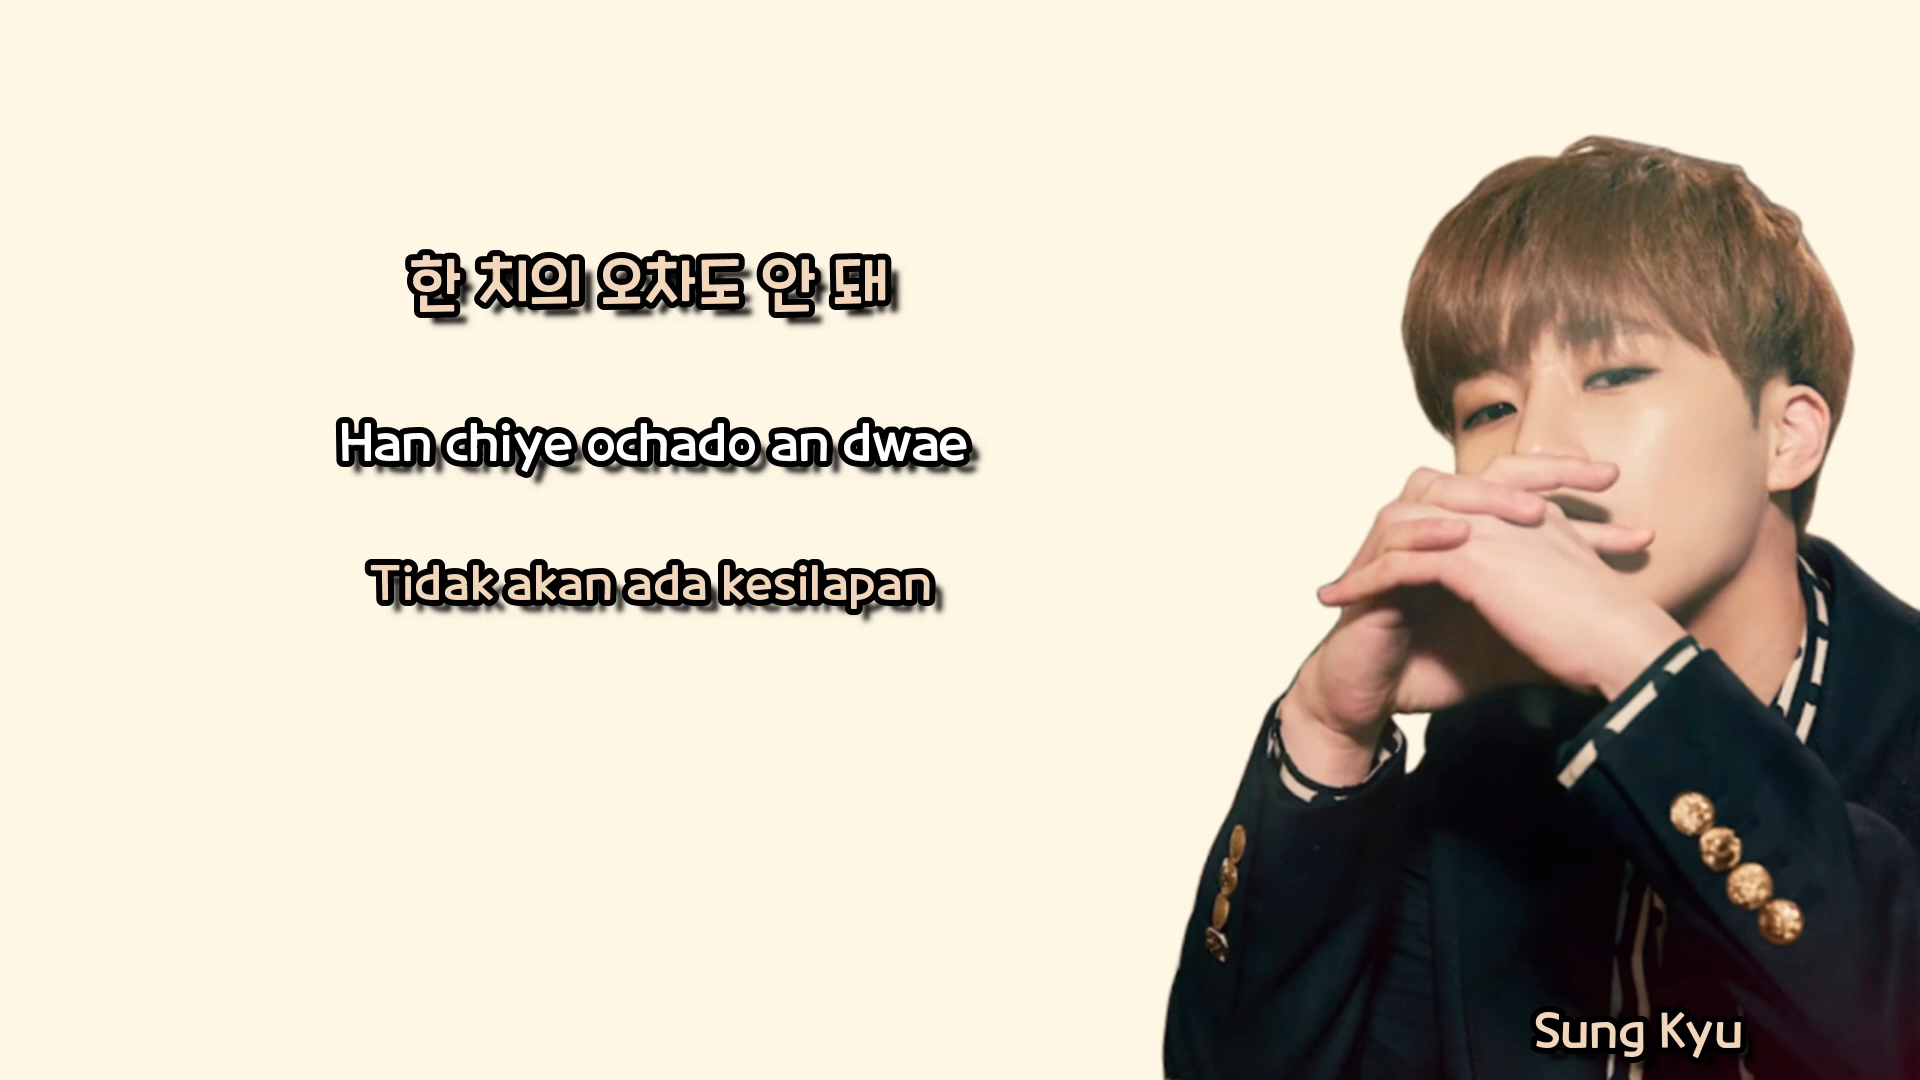 한 치의 오차도 안 돼
Han chiye ochado an dwae
Tidak akan ada kesilapan
Sung Kyu